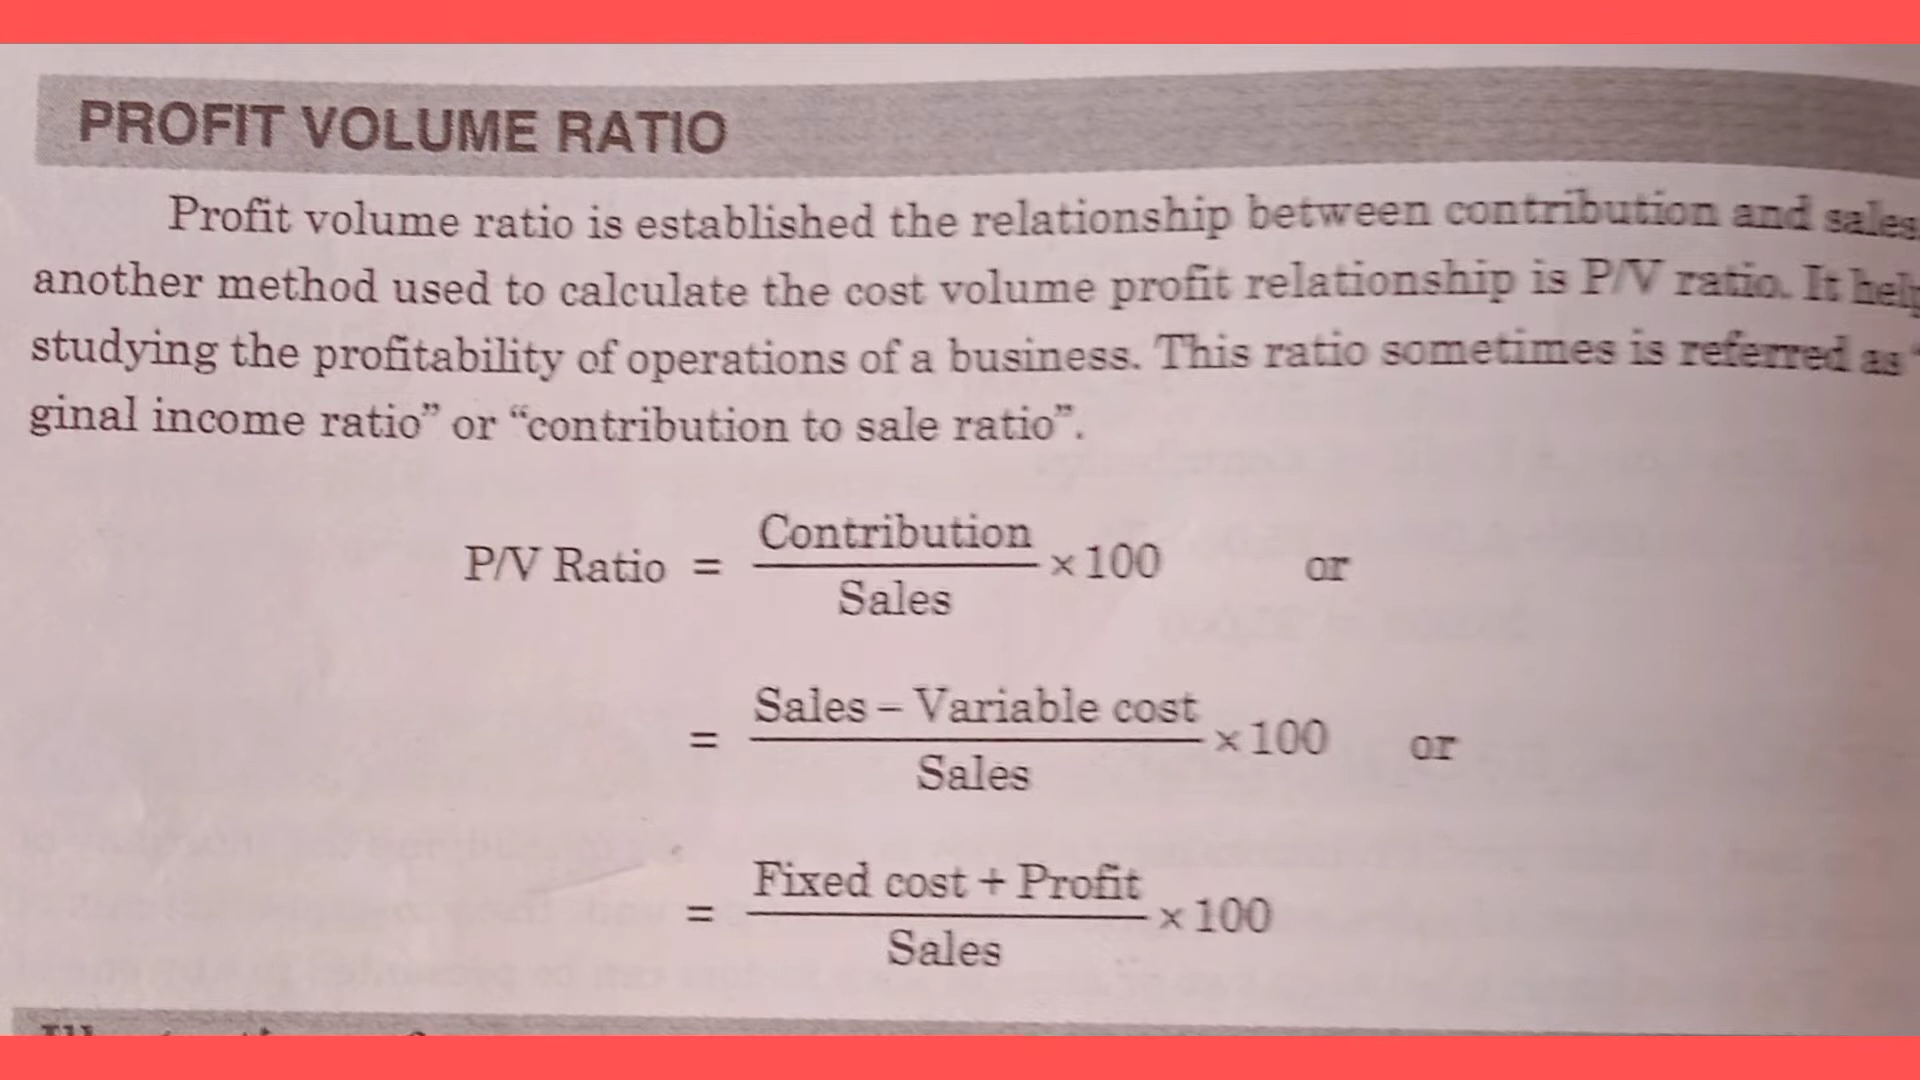 PROFIT VOLUME RATIO
Profit volume ratio is established the relationship between contribution and sales
another method used to calculate the cost volume profit relationship is P/V ratio. It
studying the profitability of operations of a business. This ratio sometimes is referred as
ginal income ratio” or “contribution to sale ratio”.
P/V Ratio = Contribution / Sales × 100 or
= Sales – Variable cost / Sales × 100 or
= Fixed cost + Profit / Sales × 100